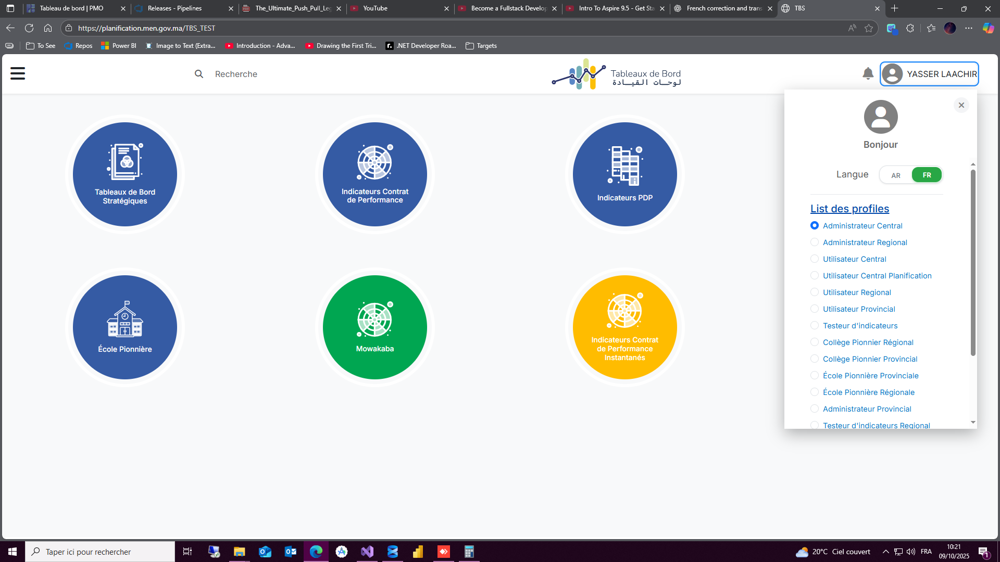 Tableau de bord | PMO
Releases - Pipelines
The_Ultimate_Push_Pull_Leg
YouTube
Become a Fullstack Develop
Intro To Aspire 9.5 - Get Sta
French correction and trans
TBS
https://planification.men.gov.ma/TBS_TEST
To See
Repos
Power BI
Image to Text (Extra...
Introduction - Adva...
Drawing the First Tri...
.NET Developer Roa...
Targets
Recherche
Tableaux de Bord
لوحات القيادة
YASSER LAACHIR
Bonjour
Langue
AR
FR
List des profiles
Administrateur Central
Administrateur Regional
Utilisateur Central
Utilisateur Central Planification
Utilisateur Regional
Utilisateur Provincial
Testeur d'indicateurs
Collège Pionnier Régional
Collège Pionnier Provincial
École Pionnière Provinciale
École Pionnière Régionale
Administrateur Provincial
Testeur d'indicateurs Regional
Tableaux de Bord
Stratégiques
Indicateurs Contrat
de Performance
Indicateurs PDP
École Pionnière
Mowakaba
Indicateurs Contrat
de Performance
Instantanés
Taper ici pour rechercher
20°C Ciel couvert
FRA
10:21
09/10/2025
1